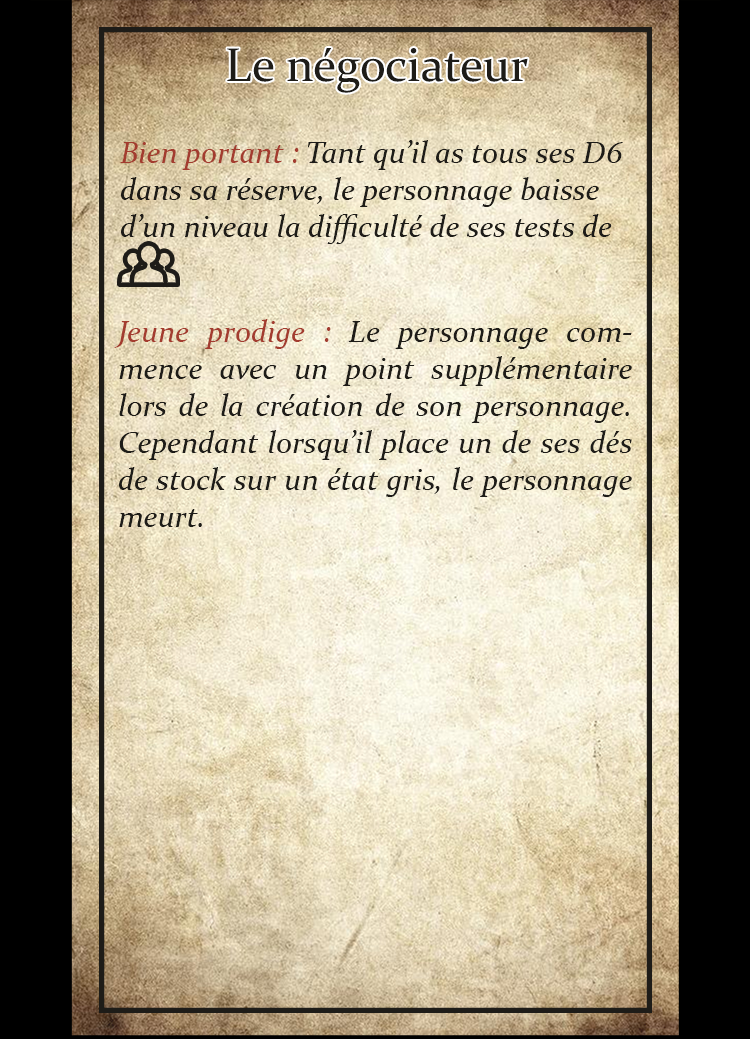 Le négociateur
Bien portant : Tant qu’il as tous ses D6
dans sa réserve, le personnage baisse
d’un niveau la difficulté de ses tests de
Jeune prodige : Le personnage com-
mence avec un point supplémentaire
lors de la création de son personnage.
Cependant lorsqu’il place un de ses dés
de stock sur un état gris, le personnage
meurt.